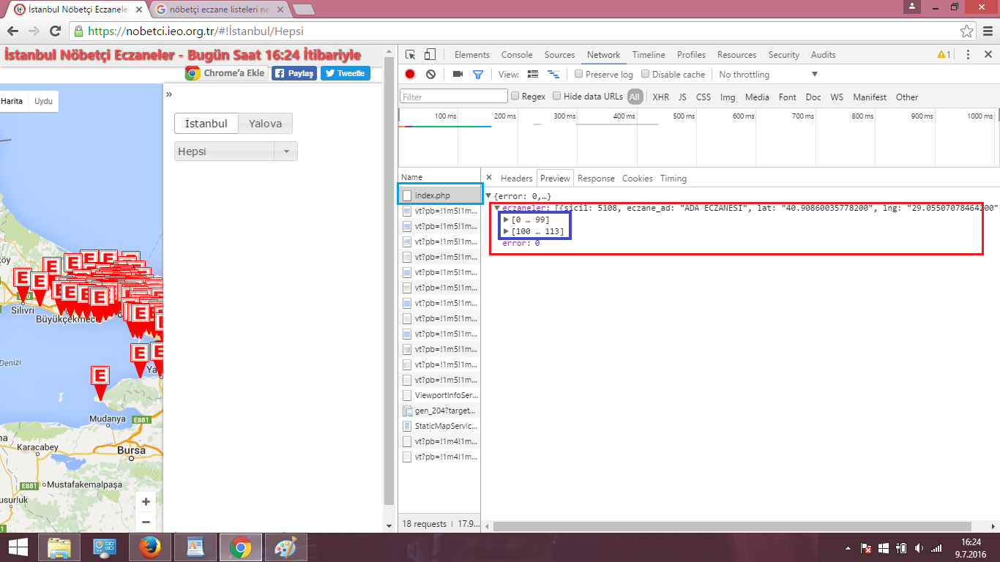 İstanbul Nöbetçi Eczanele
nöbetçi eczane listeleri ne
https://nobetci.ieo.org.tr/#!İstanbul/Hepsi
İstanbul Nöbetçi Eczaneler - Bugün Saat 16:24 İtibariyle
Chrome'a Ekle
Paylaş
Tweetle
Harita
Uydu
»
İstanbul
Yalova
Hepsi
Silivri
Büyükçekmece
Denizi
Mudanya
E881
Karacabey
Bursa
E881
Mustafakemalpaşa
usurluk
+
−
Elements Console Sources Network Timeline Profiles Resources Security Audits
1
View: Preserve log Disable cache No throttling
Filter Regex Hide data URLs All XHR JS CSS Img Media Font Doc WS Manifest Other
100 ms 200 ms 300 ms 400 ms 500 ms 600 ms 700 ms 800 ms 900 ms 1000 ms
Name
index.php
vt?pb=!1m5!1m...
vt?pb=!1m5!1m...
vt?pb=!1m5!1m...
vt?pb=!1m5!1m...
vt?pb=!1m5!1m...
vt?pb=!1m5!1m...
vt?pb=!1m5!1m...
vt?pb=!1m5!1m...
vt?pb=!1m5!1m...
vt?pb=!1m5!1m...
vt?pb=!1m5!1m...
vt?pb=!1m5!1m...
ViewportInfoSer...
gen_204?target...
StaticMapServic...
vt?pb=!1m4!1m...
vt?pb=!1m4!1m...
18 requests | 17.9...
× Headers Preview Response Cookies Timing
{error: 0,…}
eczaneler: [{sicil: 5108, eczane_ad: "ADA ECZANESI", lat: "40.90860035778200", lng: "29.05507078464200"
[0 … 99]
[100 … 113]
error: 0
16:24
9.7.2016